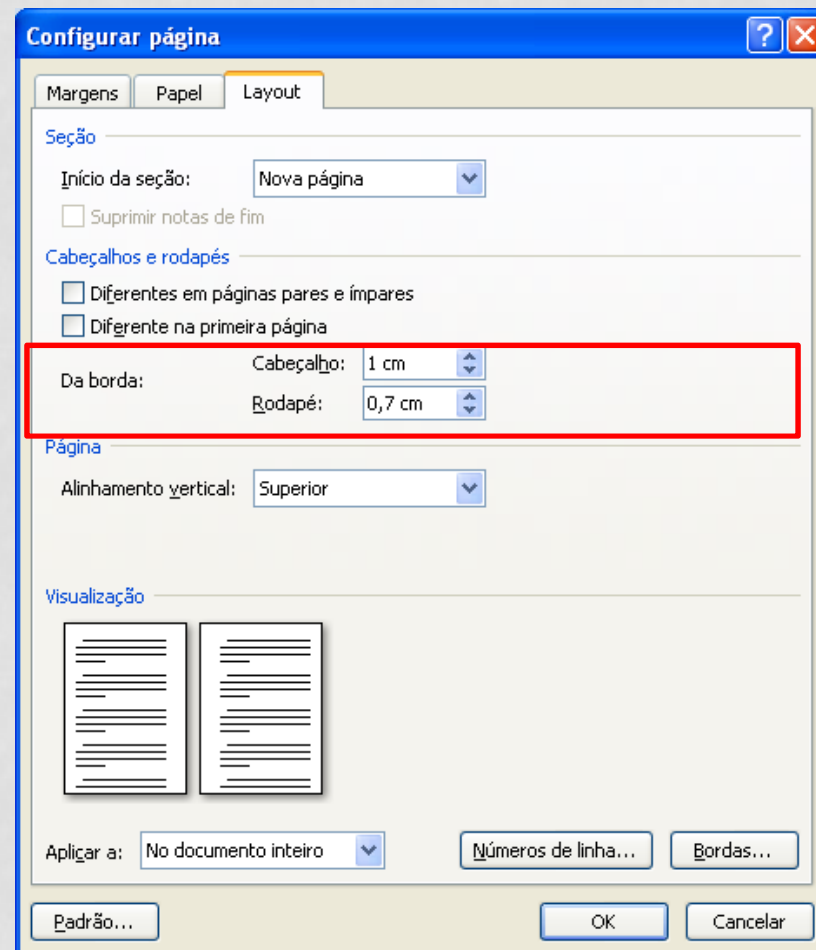 Configurar página
Margens Papel Layout
Seção
Início da seção: Nova página
Suprimir notas de fim
Cabeçalhos e rodapés
Diferentes em páginas pares e ímpares
Diferente na primeira página
Da borda:
Cabeçalho: 1 cm
Rodapé: 0,7 cm
Página
Alinhamento vertical: Superior
Visualização
Aplicar a: No documento inteiro Números de linha... Bordas...
Padrão... OK Cancelar